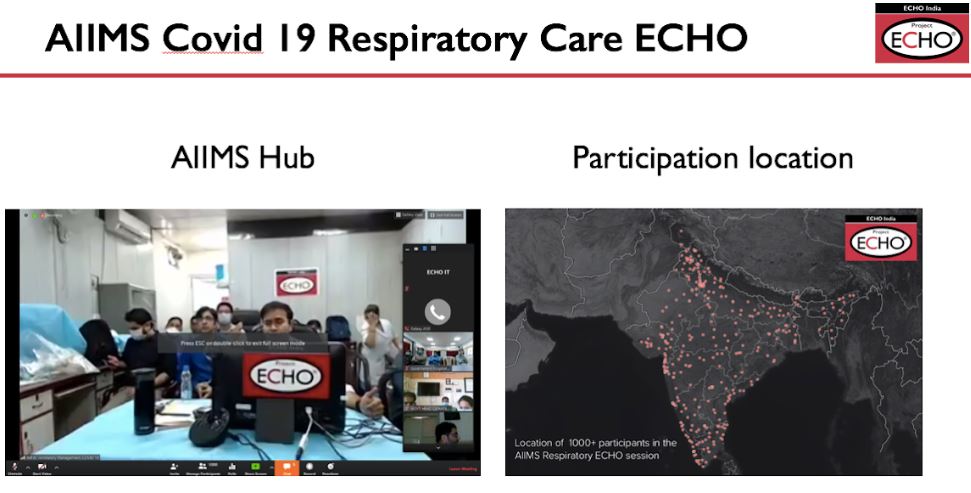 AIIMS Covid 19 Respiratory Care ECHO
ECHO India
Project
ECHO®
AIIMS Hub
Participation location
ECHO IT
ECHO
Press ESC or double click to exit full screen mode
Project
ECHO®
Leave Meeting
ECHO India
Project
ECHO®
Location of 1000+ participants in the
AIIMS Respiratory ECHO session